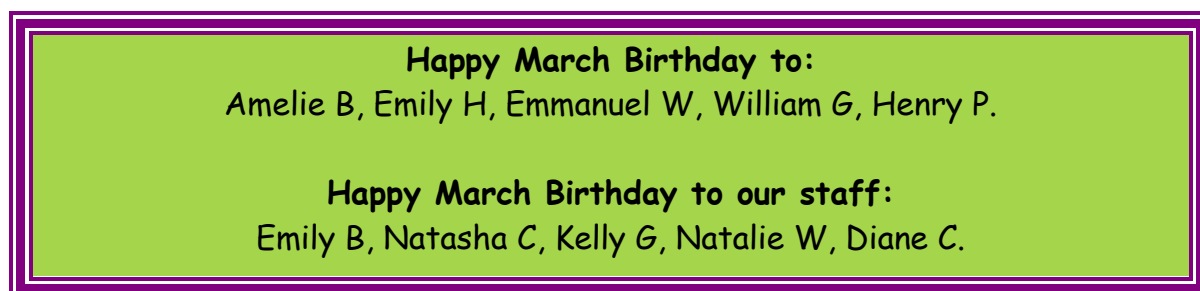 Happy March Birthday to:
Amelie B, Emily H, Emmanuel W, William G, Henry P.
Happy March Birthday to our staff:
Emily B, Natasha C, Kelly G, Natalie W, Diane C.